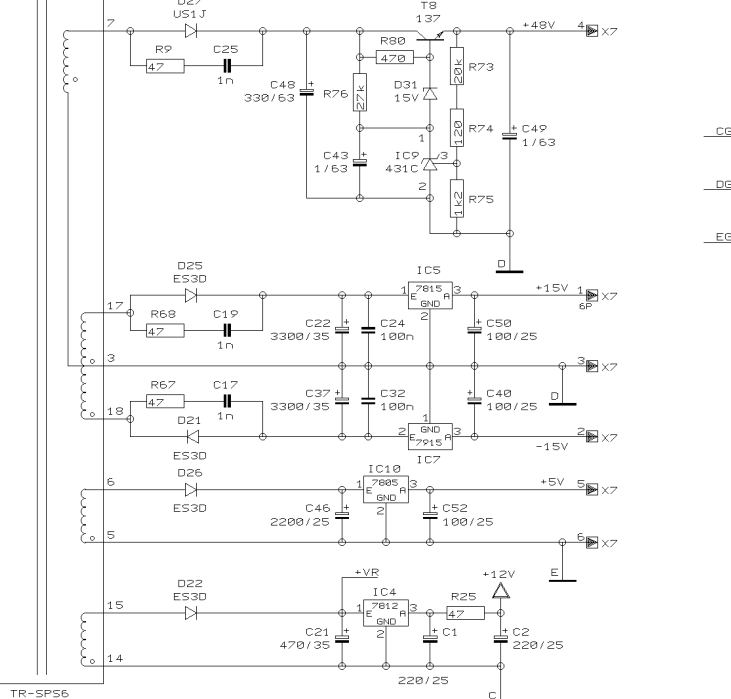 D27
T8
7
US1J
137
+48V
4
X7
R9
C25
R80
47
470
R73
20k
1n
C48
330/63
R76
27k
D31
15V
R74
120
C49
1/63
CG
1
C43
1/63
IC9
431C
3
2
R75
1k2
DG
EG
D
D25
ES3D
IC5
17
1
7815
3
E
A
GND
+15V
1
6P
X7
R68
C19
2
47
1n
C22
3300/35
C24
100n
C50
100/25
3
3
X7
R67
C17
47
1n
C37
3300/35
C32
100n
C40
100/25
D
18
D21
1
GND
2
E
A
3
7915
2
X7
ES3D
IC7
-15V
D26
IC10
6
1
7805
3
E
A
GND
+5V
5
X7
ES3D
C46
2200/25
2
C52
100/25
5
6
X7
E
+VR
+12V
D22
ES3D
IC4
15
1
7812
3
E
A
GND
R25
47
C21
470/35
2
C1
C2
220/25
14
220/25
TR-SPS6
C